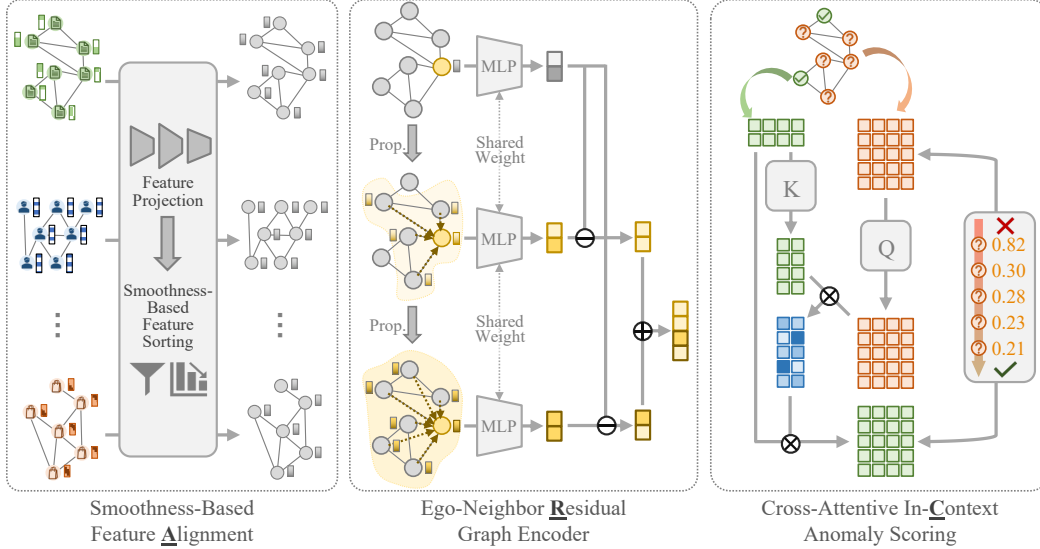 Feature
Projection
Smoothness-
Based
Feature
Sorting
Smoothness-Based
Feature Alignment
MLP
Prop.
Shared
Weight
MLP
Prop.
Shared
Weight
MLP
Ego-Neighbor Residual
Graph Encoder
K
Q
0.82
0.30
0.28
0.23
0.21
Cross-Attentive In-Context
Anomaly Scoring